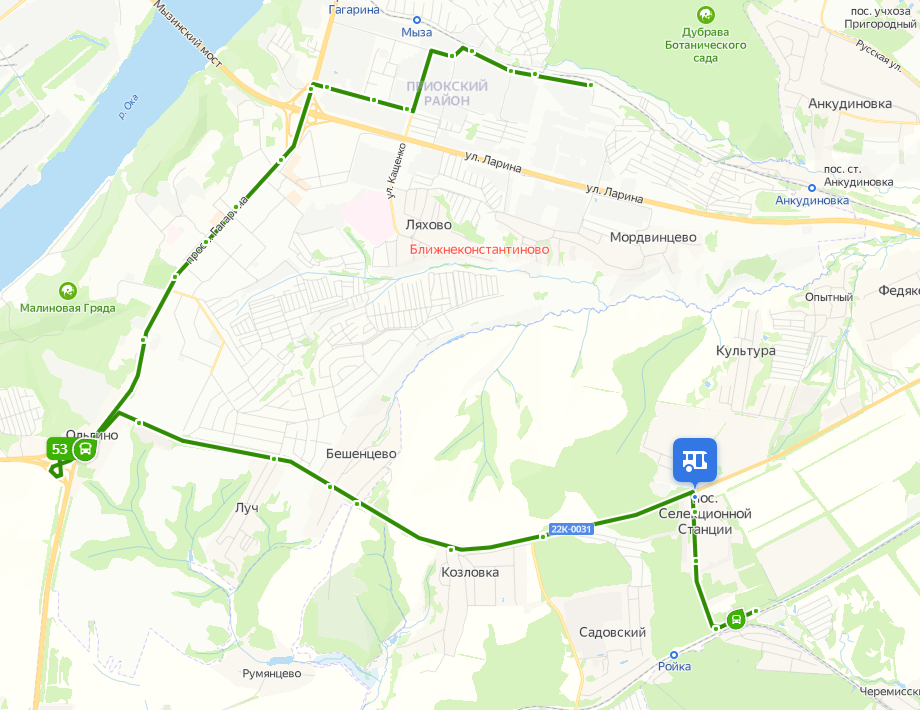 Гагарина
Мыза
Мызинский мост
р. Ока
Дубрава
Ботанического
сада
пос. учхоза
Пригородный
Русская ул.
ПРИОКСКИЙ
РАЙОН
Анкудиновка
ул. Ларина
ул. Кащенко
ул. Ларина
пос. ст.
Анкудиновка
Анкудиновка
Ляхово
Мордвинцево
Ближнеконстантиново
Малиновая Гряда
Опытный
Федяко
Культура
Ольгино
53
Бешенцево
Луч
пос.
Селекционной
Станции
22К-0031
Козловка
Садовский
Ройка
Румянцево
Черемисск